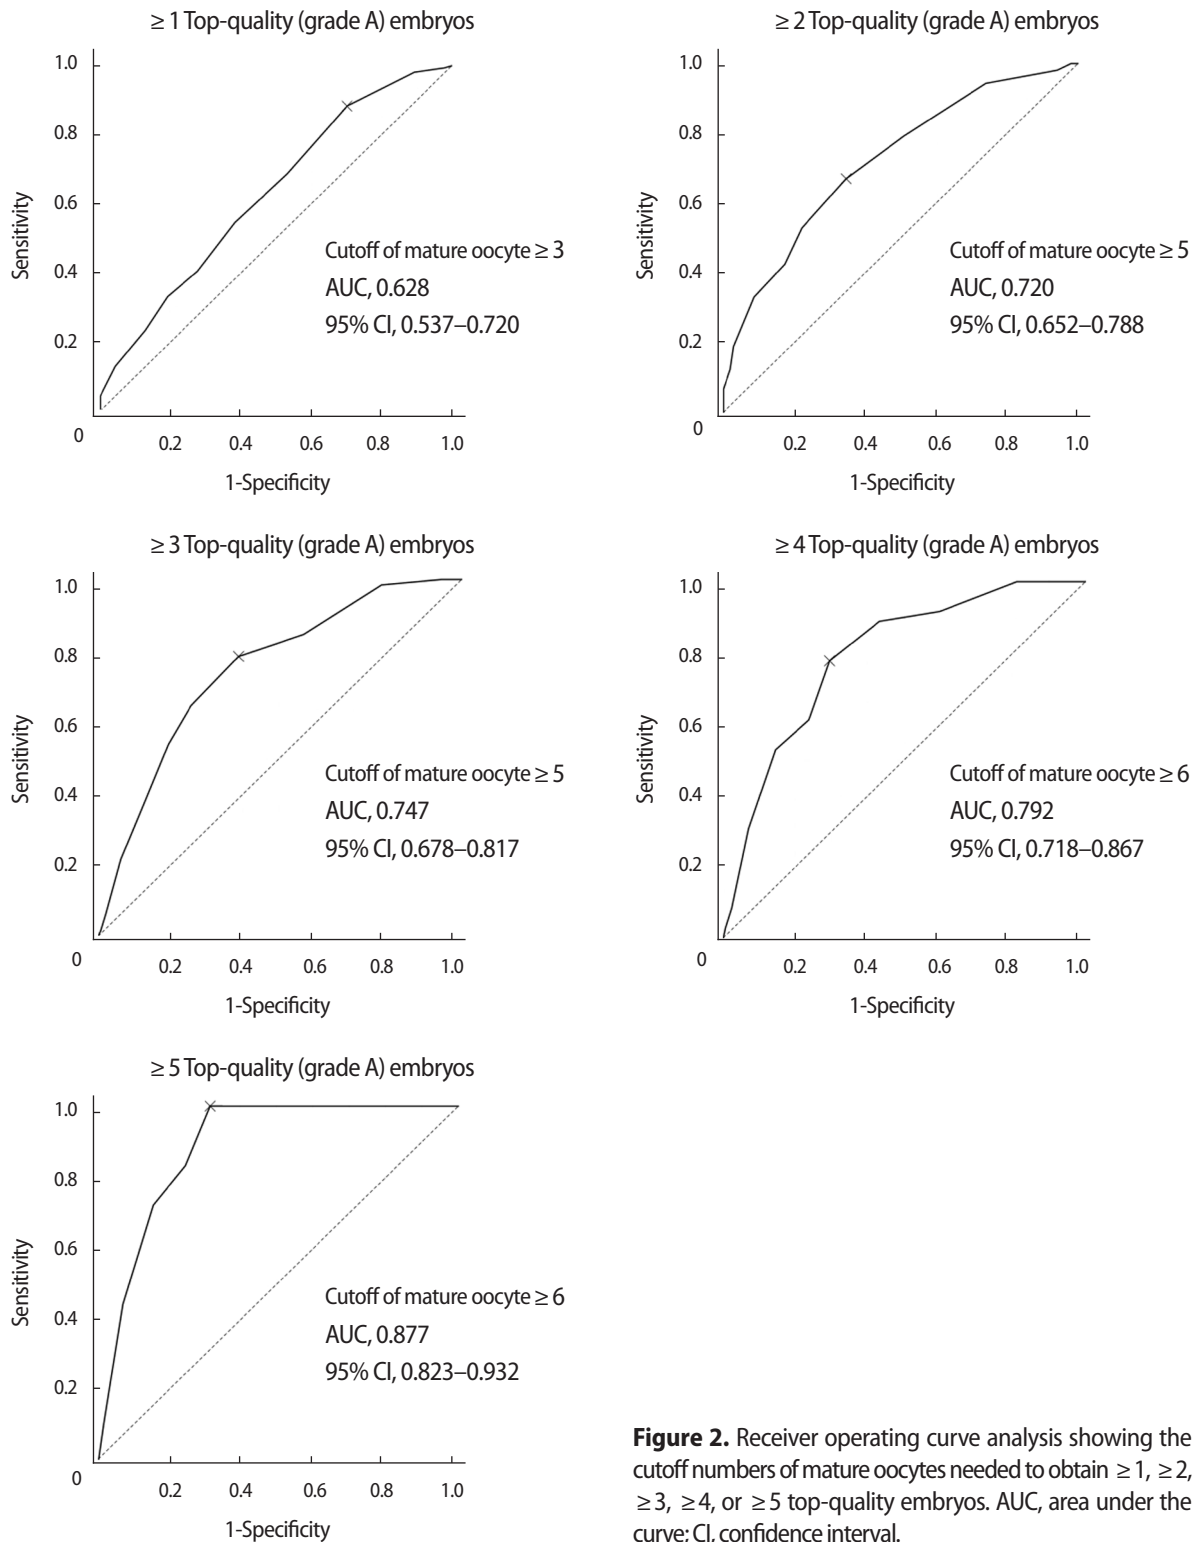 ≥ 1 Top-quality (grade A) embryos
1.0
0.8
0.6
0.4
0.2
0
Sensitivity
Cutoff of mature oocyte ≥ 3
AUC, 0.628
95% CI, 0.537–0.720
0.2 0.4 0.6 0.8 1.0
1-Specificity
≥ 2 Top-quality (grade A) embryos
1.0
0.8
0.6
0.4
0.2
0
Sensitivity
Cutoff of mature oocyte ≥ 5
AUC, 0.720
95% CI, 0.652–0.788
0.2 0.4 0.6 0.8 1.0
1-Specificity
≥ 3 Top-quality (grade A) embryos
1.0
0.8
0.6
0.4
0.2
0
Sensitivity
Cutoff of mature oocyte ≥ 5
AUC, 0.747
95% CI, 0.678–0.817
0.2 0.4 0.6 0.8 1.0
1-Specificity
≥ 4 Top-quality (grade A) embryos
1.0
0.8
0.6
0.4
0.2
0
Sensitivity
Cutoff of mature oocyte ≥ 6
AUC, 0.792
95% CI, 0.718–0.867
0.2 0.4 0.6 0.8 1.0
1-Specificity
≥ 5 Top-quality (grade A) embryos
1.0
0.8
0.6
0.4
0.2
0
Sensitivity
Cutoff of mature oocyte ≥ 6
AUC, 0.877
95% CI, 0.823–0.932
0.2 0.4 0.6 0.8 1.0
1-Specificity
Figure 2. Receiver operating curve analysis showing the
cutoff numbers of mature oocytes needed to obtain ≥ 1, ≥ 2,
≥ 3, ≥ 4, or ≥ 5 top-quality embryos. AUC, area under the
curve; CI, confidence interval.